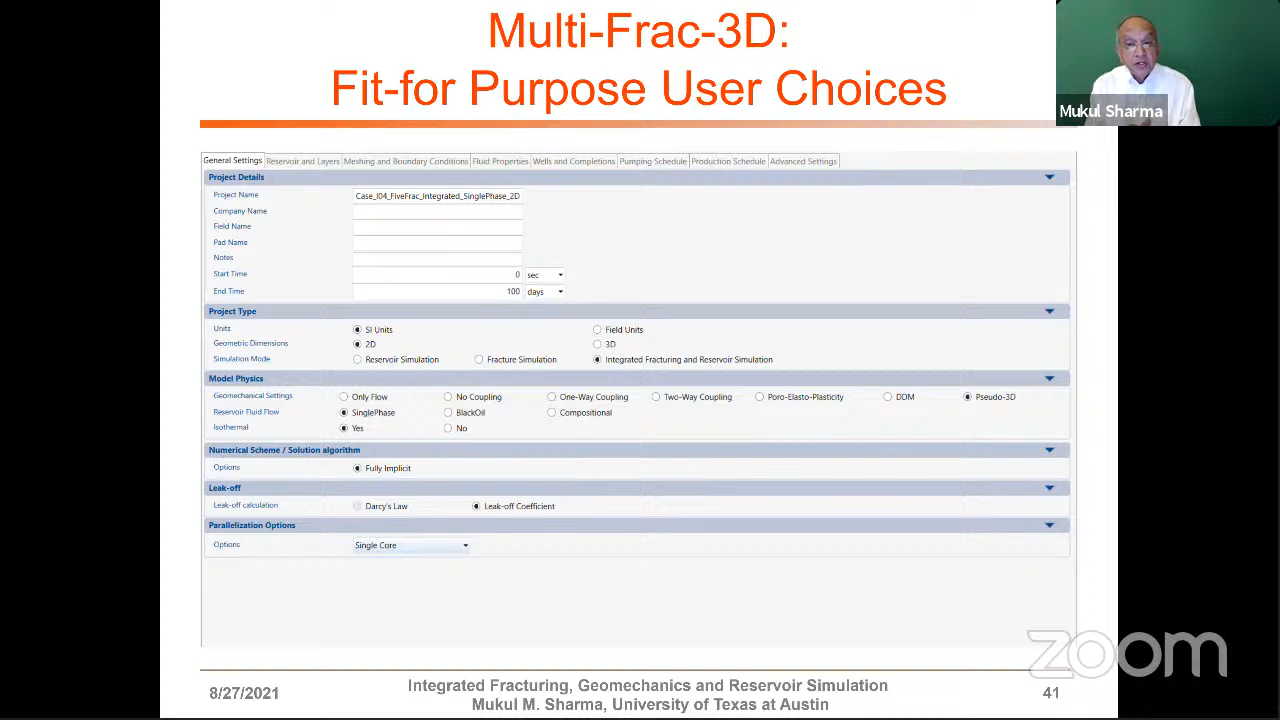 Multi-Frac-3D:
Fit-for Purpose User Choices
Mukul Sharma
General Settings Reservoir and Layers Meshing and Boundary Conditions Fluid Properties Wells and Completions Pumping Schedule Production Schedule Advanced Settings
Project Details
Project Name Case_I04_FiveFrac_Integrated_SinglePhase_2D
Company Name
Field Name
Pad Name
Notes
Start Time 0 sec
End Time 100 days
Project Type
Units SI Units Field Units
Geometric Dimensions 2D 3D
Simulation Mode Reservoir Simulation Fracture Simulation Integrated Fracturing and Reservoir Simulation
Model Physics
Geomechanical Settings Only Flow No Coupling One-Way Coupling Two-Way Coupling Poro-Elasto-Plasticity DDM Pseudo-3D
Reservoir Fluid Flow SinglePhase BlackOil Compositional
Isothermal Yes No
Numerical Scheme / Solution algorithm
Options Fully Implicit
Leak-off
Leak-off calculation Darcy's Law Leak-off Coefficient
Parallelization Options
Options Single Core
zoom
8/27/2021 Integrated Fracturing, Geomechanics and Reservoir Simulation 41
Mukul M. Sharma, University of Texas at Austin